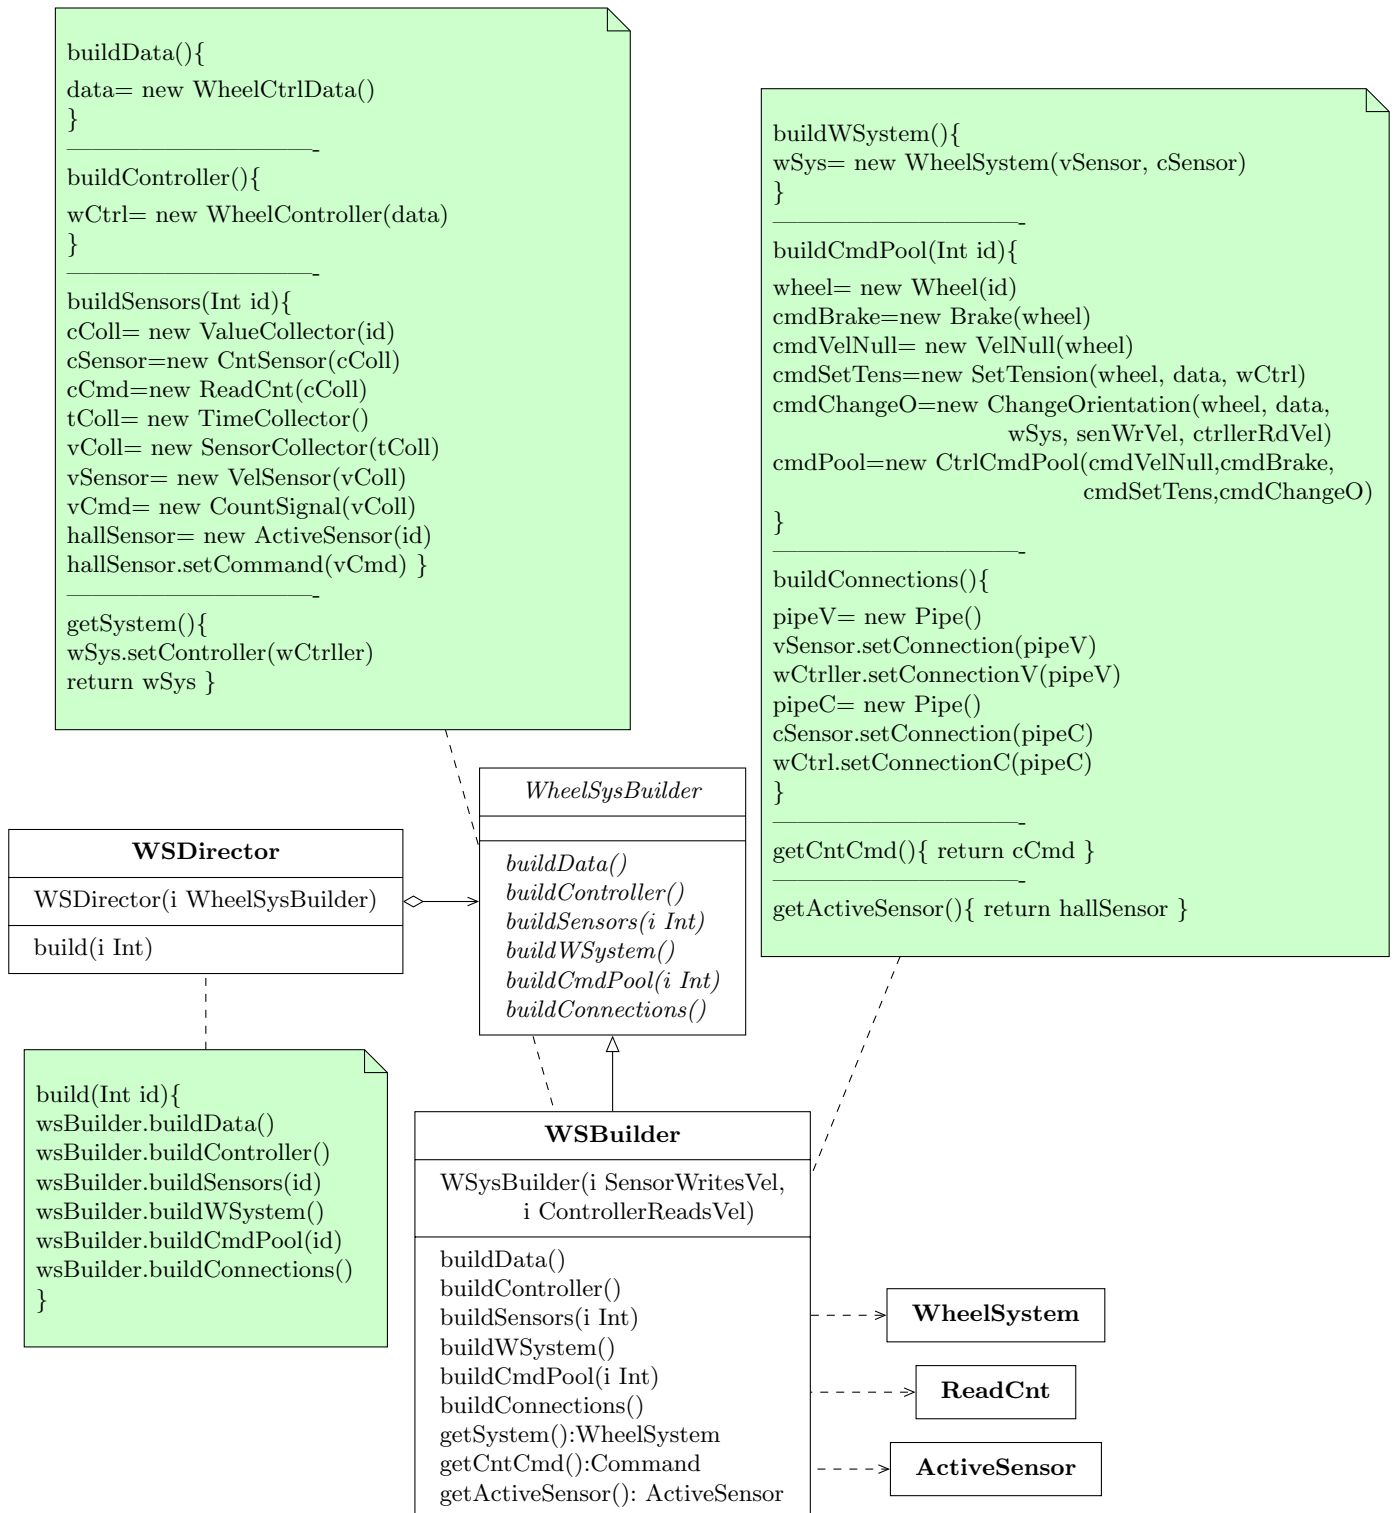 buildData(){
data= new WheelCtrlData()
}
————————————-
buildController(){
wCtrl= new WheelController(data)
}
————————————-
buildSensors(Int id){
cColl= new ValueCollector(id)
cSensor=new CntSensor(cColl)
cCmd=new ReadCnt(cColl)
tColl= new TimeCollector()
vColl= new SensorCollector(tColl)
vSensor= new VelSensor(vColl)
vCmd= new CountSignal(vColl)
hallSensor= new ActiveSensor(id)
hallSensor.setCommand(vCmd) }
————————————-
getSystem(){
wSys.setController(wCtrller)
return wSys }
buildWSystem(){
wSys= new WheelSystem(vSensor, cSensor)
}
————————————-
buildCmdPool(Int id){
wheel= new Wheel(id)
cmdBrake=new Brake(wheel)
cmdVelNull= new VelNull(wheel)
cmdSetTens=new SetTension(wheel, data, wCtrl)
cmdChangeO=new ChangeOrientation(wheel, data,
wSys, senWrVel, ctrllerRdVel)
cmdPool=new CtrlCmdPool(cmdVelNull,cmdBrake,
cmdSetTens,cmdChangeO)
}
————————————-
buildConnections(){
pipeV= new Pipe()
vSensor.setConnection(pipeV)
wCtrller.setConnectionV(pipeV)
pipeC= new Pipe()
cSensor.setConnection(pipeC)
wCtrl.setConnectionC(pipeC)
}
————————————-
getCntCmd(){ return cCmd }
————————————-
getActiveSensor(){ return hallSensor }
WheelSysBuilder
buildData()
buildController()
buildSensors(i Int)
buildWSystem()
buildCmdPool(i Int)
buildConnections()
WSDirector
WSDirector(i WheelSysBuilder)
build(i Int)
build(Int id){
wsBuilder.buildData()
wsBuilder.buildController()
wsBuilder.buildSensors(id)
wsBuilder.buildWSystem()
wsBuilder.buildCmdPool(id)
wsBuilder.buildConnections()
}
WSBuilder
WSysBuilder(i SensorWritesVel,
i ControllerReadsVel)
buildData()
buildController()
buildSensors(i Int)
buildWSystem()
buildCmdPool(i Int)
buildConnections()
getSystem():WheelSystem
getCntCmd():Command
getActiveSensor(): ActiveSensor
WheelSystem
ReadCnt
ActiveSensor